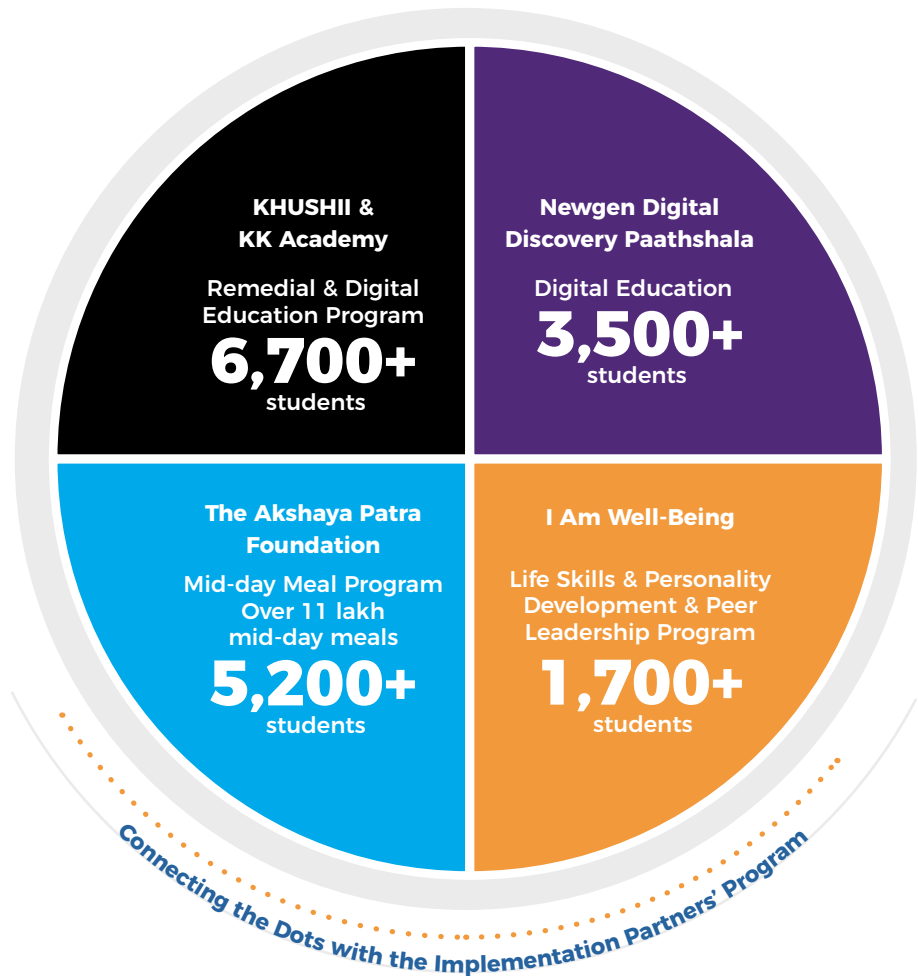 KHUSHII &
KK Academy
Remedial & Digital
Education Program
6,700+
students
Newgen Digital
Discovery Paathshala
Digital Education
3,500+
students
The Akshaya Patra
Foundation
Mid-day Meal Program
Over 11 lakh
mid-day meals
5,200+
students
I Am Well-Being
Life Skills & Personality
Development & Peer
Leadership Program
1,700+
students
Connecting the Dots with the Implementation Partners' Program